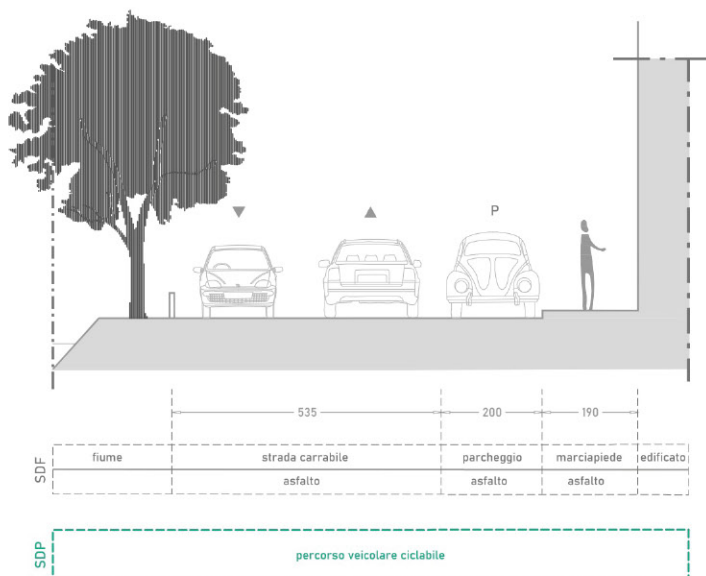 P
535
200
190
SDF
fiume
strada carrabile
parcheggio
marciapiede
edificato
asfalto
asfalto
asfalto
SDP
percorso veicolare ciclabile